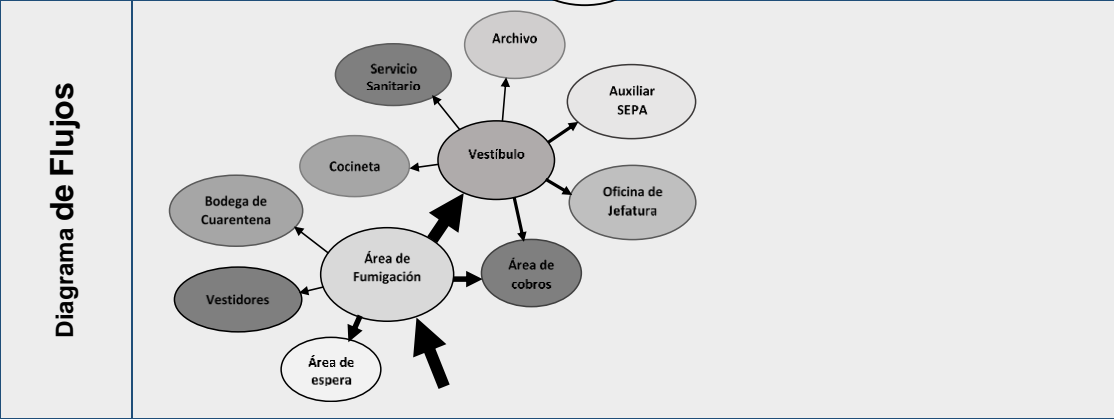 Diagrama de Flujos
Archivo
Servicio
Sanitario
Auxiliar
SEPA
Vestíbulo
Cocineta
Oficina de
Jefatura
Bodega de
Cuarentena
Área de
Fumigación
Área de
cobros
Vestidores
Área de
espera